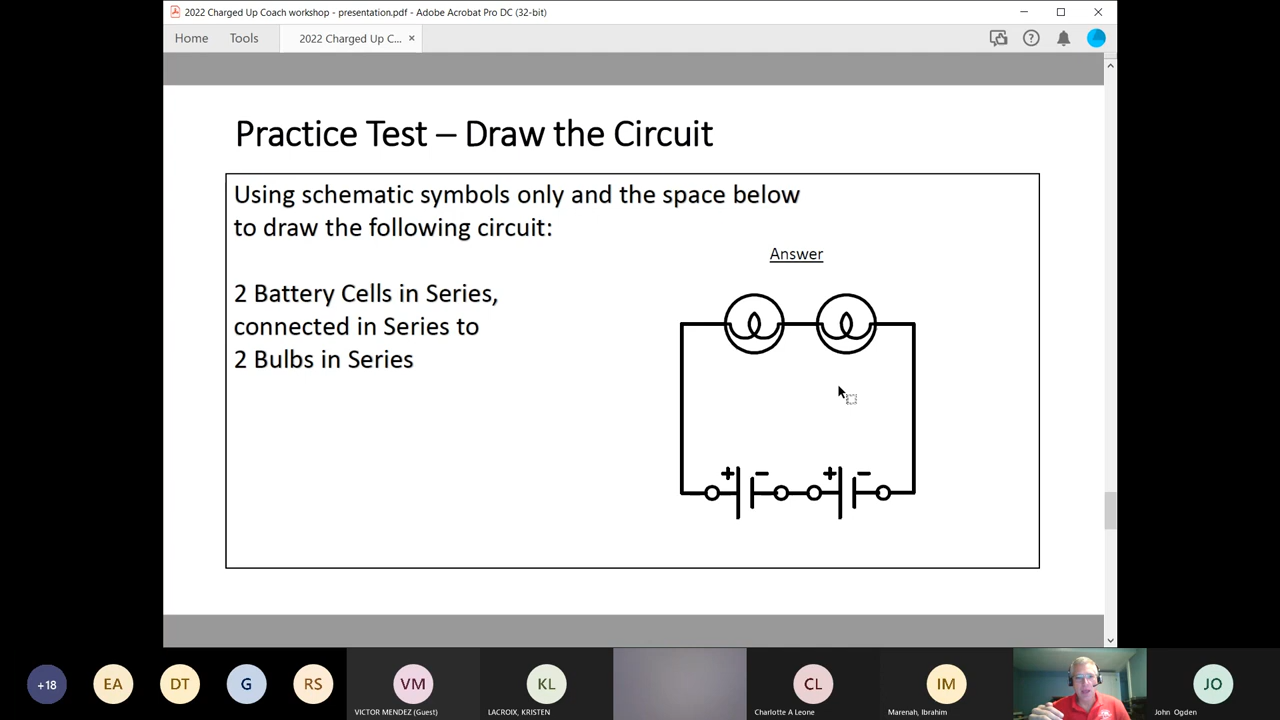 2022 Charged Up Coach workshop - presentation.pdf - Adobe Acrobat Pro DC (32-bit)
Home Tools 2022 Charged Up C...
Practice Test – Draw the Circuit
Using schematic symbols only and the space below
to draw the following circuit:
Answer
2 Battery Cells in Series,
connected in Series to
2 Bulbs in Series
+ − + −
+18 EA DT G RS VM KL CL IM JO
VICTOR MENDEZ (Guest) LACROIX, KRISTEN Charlotte A Leone Marenah, Ibrahim John Ogden